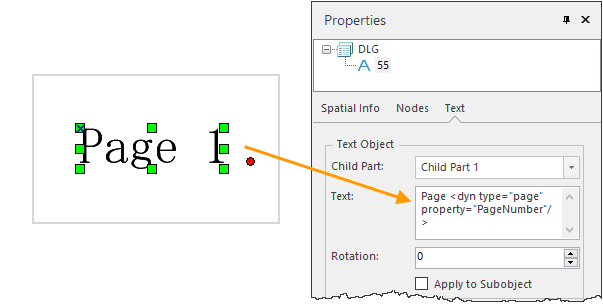 Page 1
Properties
DLG
A 55
Spatial Info Nodes Text
Text Object
Child Part: Child Part 1
Text: Page <dyn type="page"
property="PageNumber"/
>
Rotation: 0
Apply to Subobject